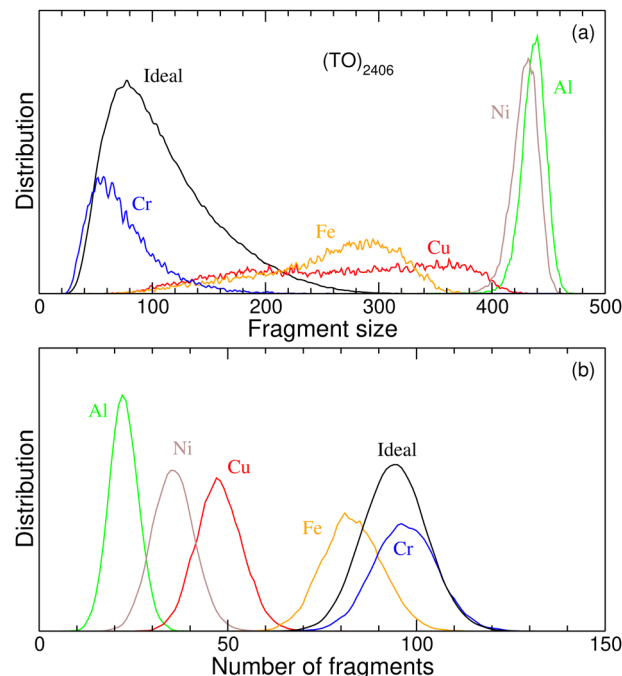 (a)
Ideal
(TO)2406
Al
Ni
Cr
Fe
Cu
Distribution
0 100 200 300 400 500
Fragment size
(b)
Al
Ni
Cu
Ideal
Fe
Cr
Distribution
0 50 100 150
Number of fragments